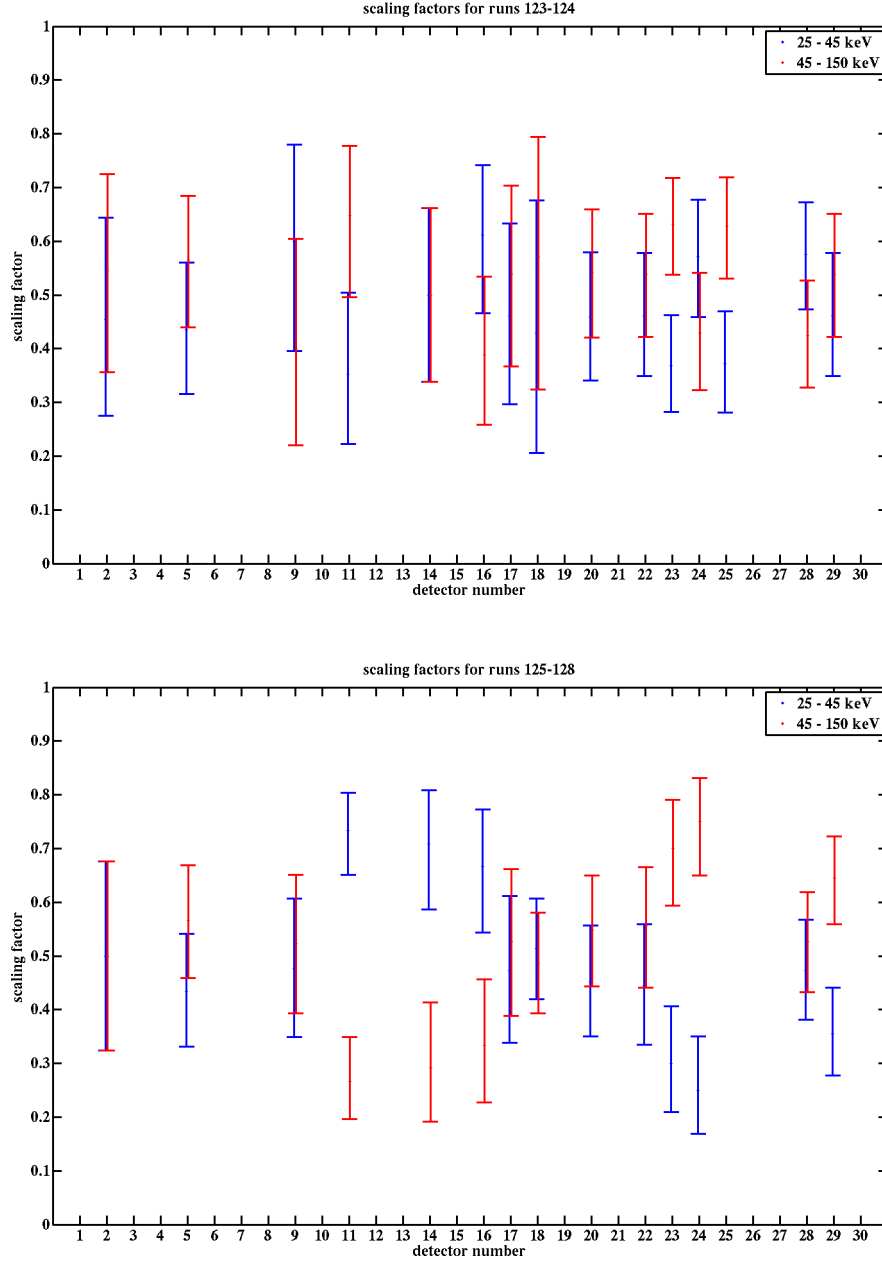 scaling factors for runs 123-124
1
25 - 45 keV
45 - 150 keV
0.9
0.8
0.7
0.6
0.5
0.4
0.3
0.2
0.1
0
scaling factor
1 2 3 4 5 6 7 8 9 10 11 12 13 14 15 16 17 18 19 20 21 22 23 24 25 26 27 28 29 30
detector number
scaling factors for runs 125-128
1
25 - 45 keV
45 - 150 keV
0.9
0.8
0.7
0.6
0.5
0.4
0.3
0.2
0.1
0
scaling factor
1 2 3 4 5 6 7 8 9 10 11 12 13 14 15 16 17 18 19 20 21 22 23 24 25 26 27 28 29 30
detector number